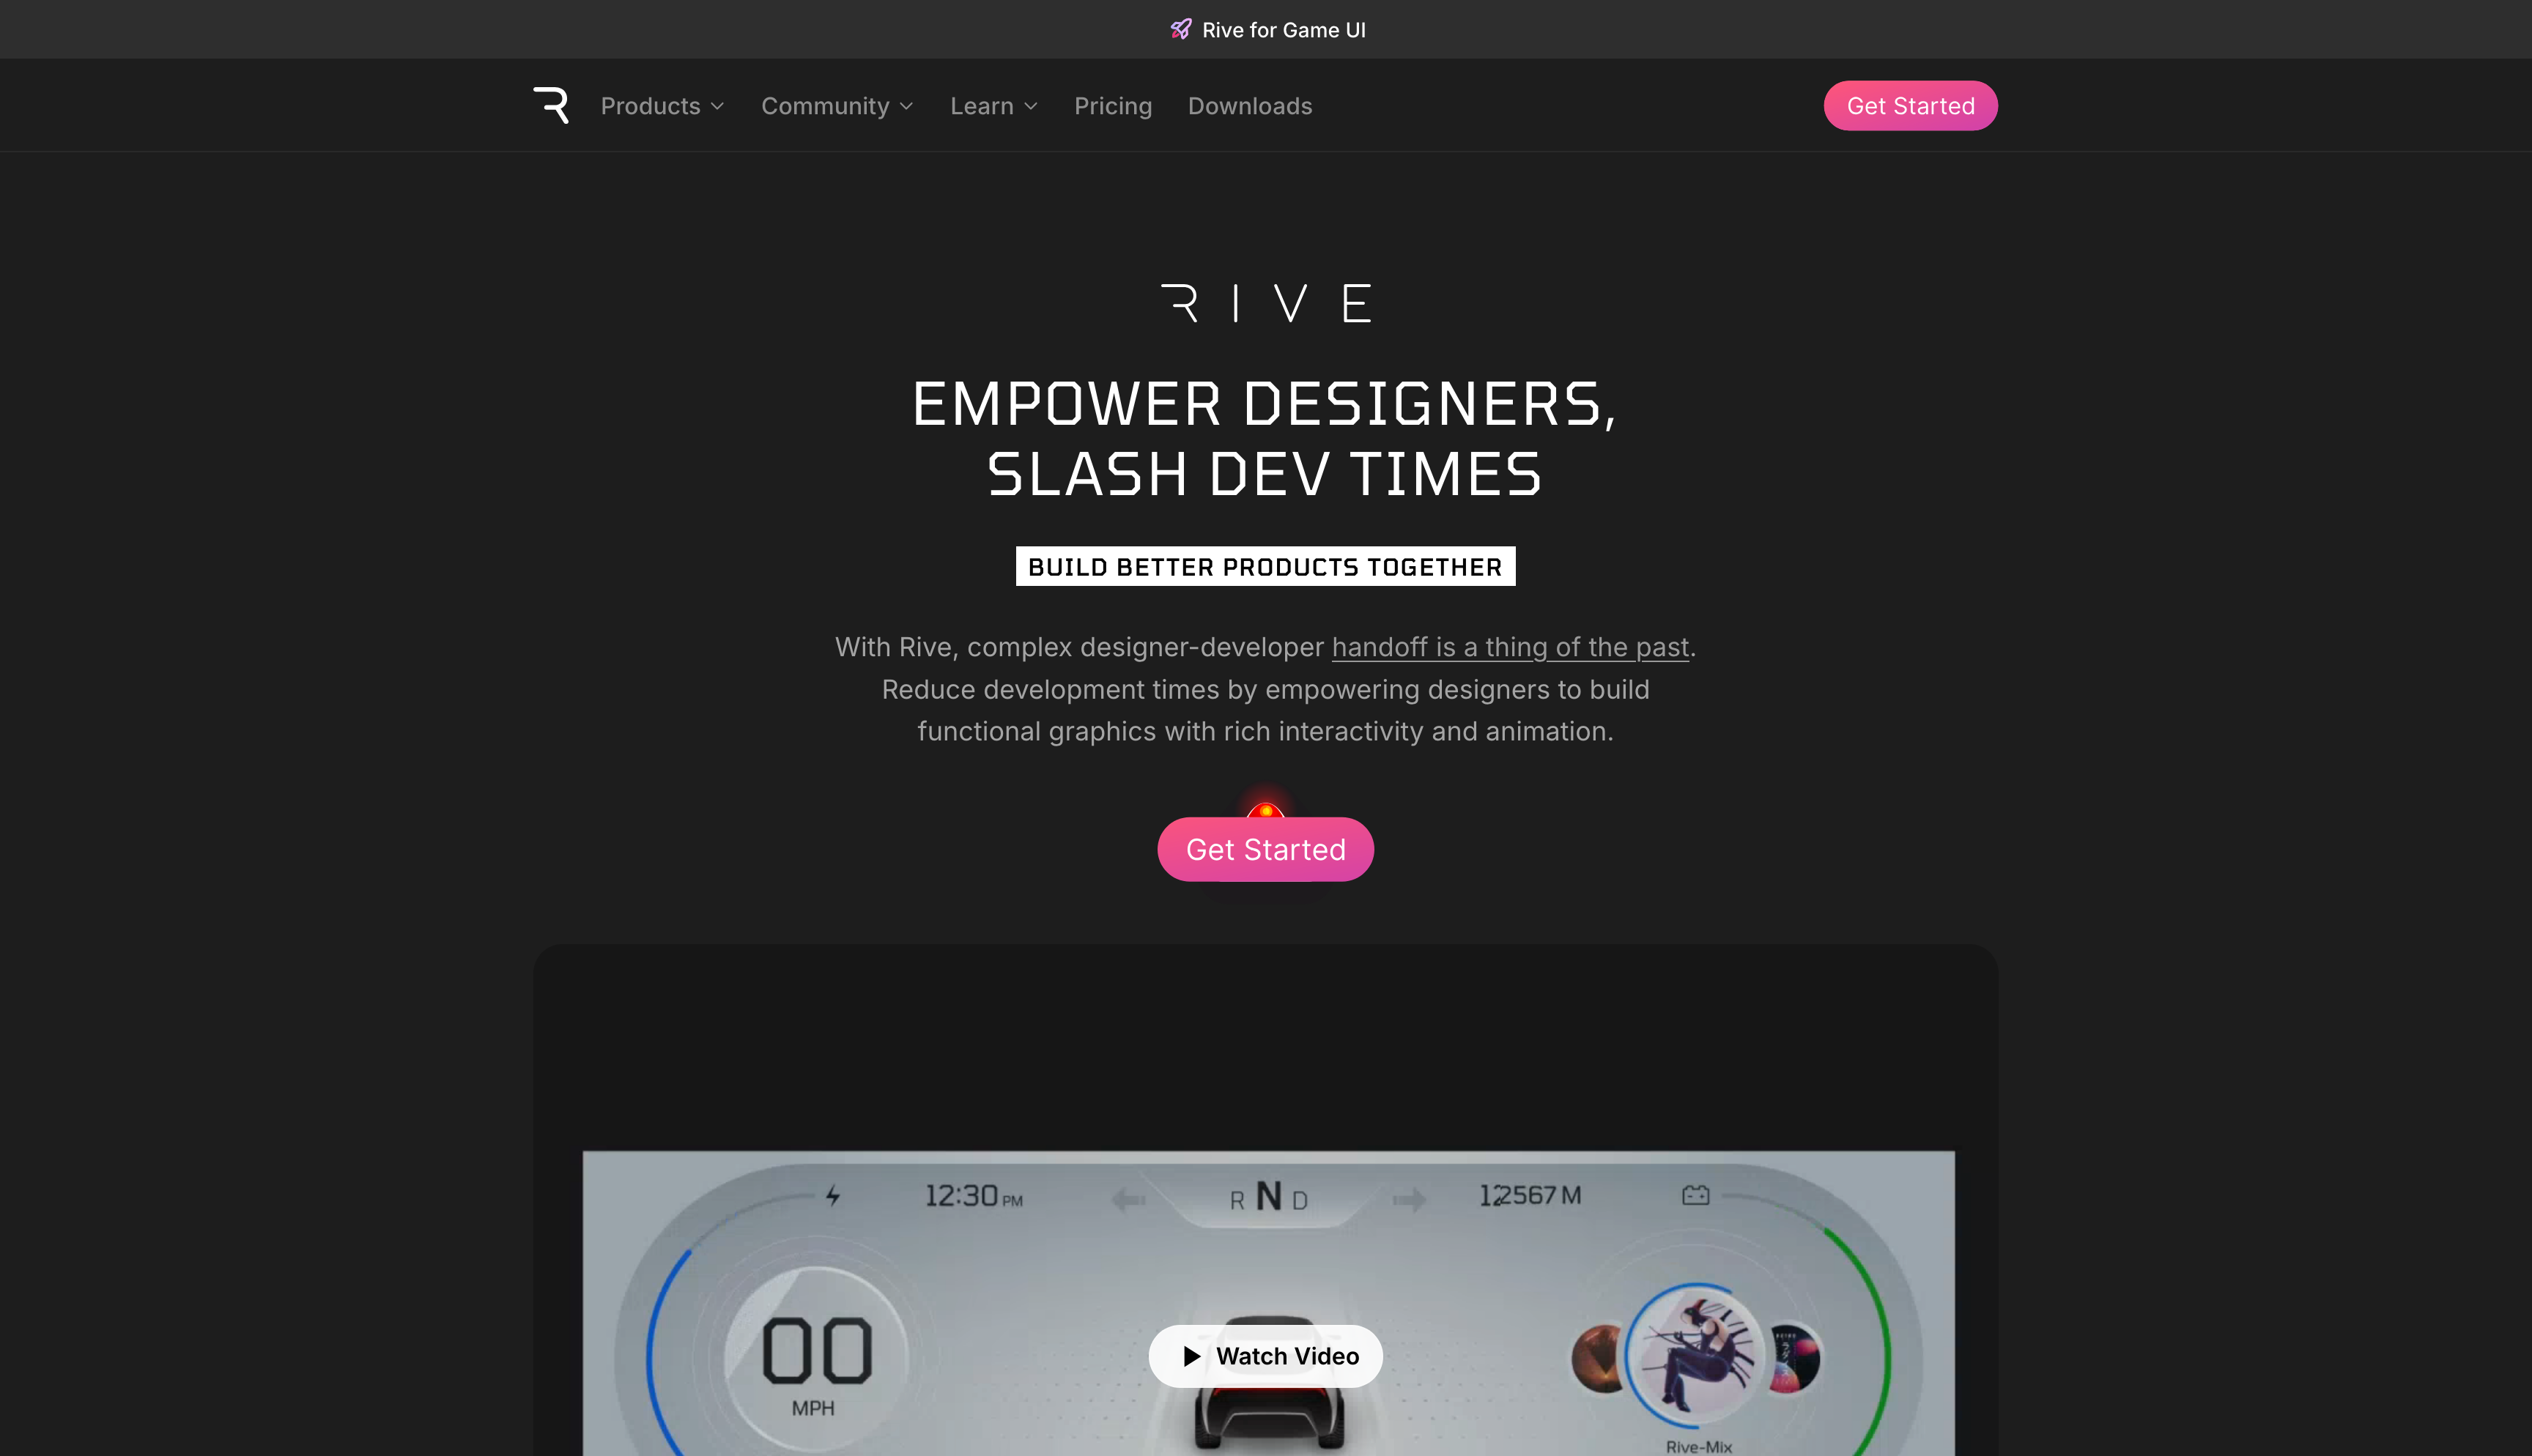 Rive for Game UI
Products
Community
Learn
Pricing
Downloads
Get Started
RIVE
EMPOWER DESIGNERS,
SLASH DEV TIMES
BUILD BETTER PRODUCTS TOGETHER
With Rive, complex designer-developer handoff is a thing of the past.
Reduce development times by empowering designers to build
functional graphics with rich interactivity and animation.
Get Started
12:30 PM
R N D
122567 M
00
MPH
Watch Video
Rive-Mix